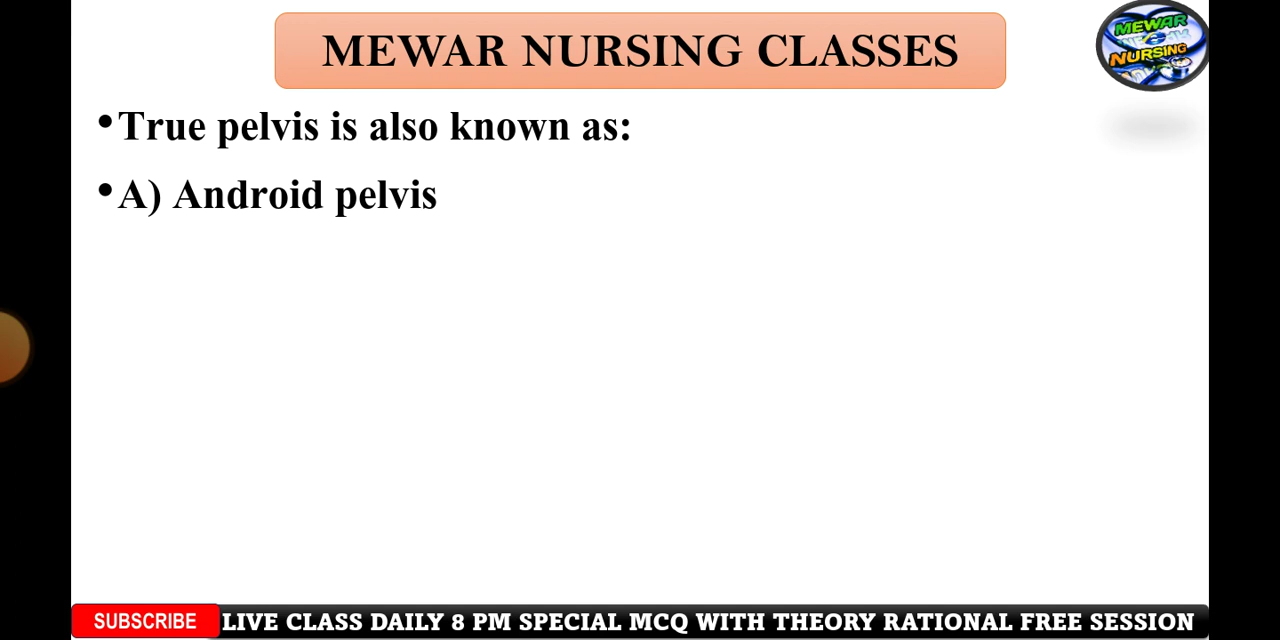 MEWAR NURSING CLASSES
MEWAR
NURSING
•True pelvis is also known as:
•A) Android pelvis
SUBSCRIBE LIVE CLASS DAILY 8 PM SPECIAL MCQ WITH THEORY RATIONAL FREE SESSION